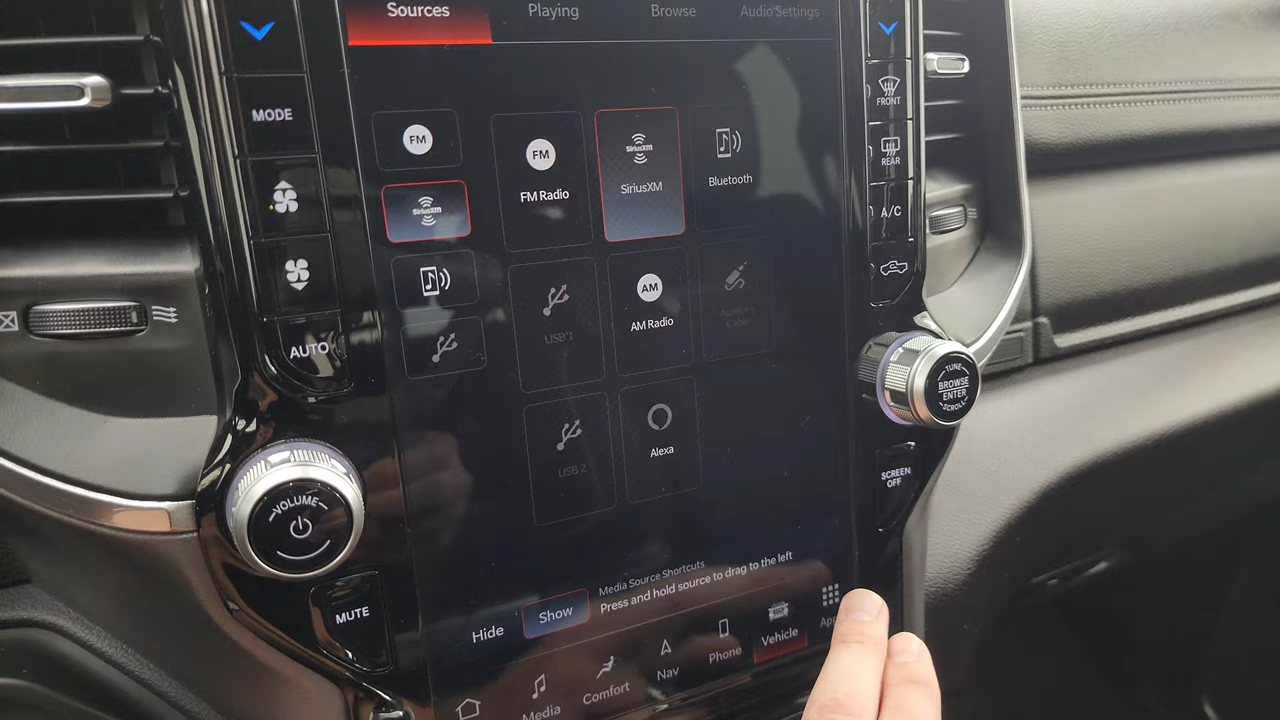 Sources
Playing
Browse
Audio Settings
MODE
AUTO
VOLUME
MUTE
FM
SiriusXM
FM
FM Radio
SiriusXM
SiriusXM
Bluetooth
USB 1
AM
AM Radio
Auxiliary
Cable
USB 2
Alexa
Hide
Show
Media Source Shortcuts
Press and hold source to drag to the left
Media
Comfort
Nav
Phone
Vehicle
FRONT
REAR
A/C
TUNE
BROWSE
ENTER
SCROLL
SCREEN
OFF